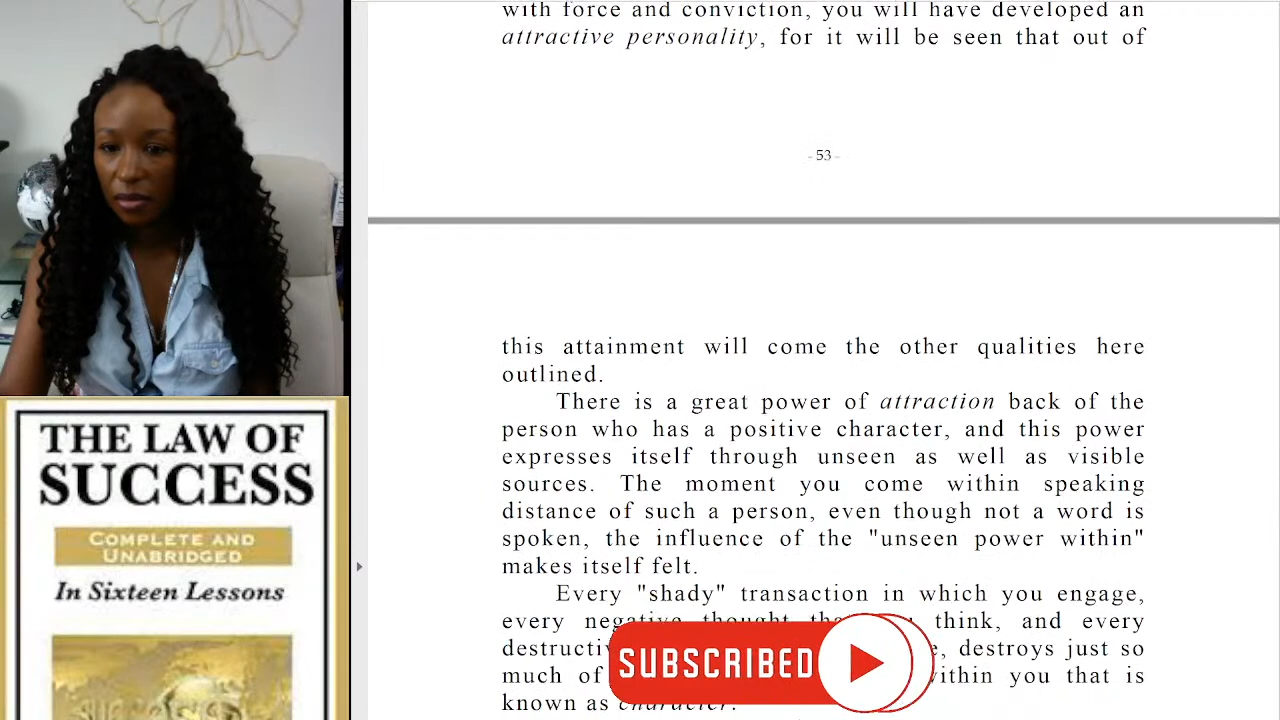 with force and conviction, you will have developed an
attractive personality, for it will be seen that out of
- 53 -
this attainment will come the other qualities here
outlined.
There is a great power of attraction back of the
person who has a positive character, and this power
expresses itself through unseen as well as visible
sources. The moment you come within speaking
distance of such a person, even though not a word is
spoken, the influence of the "unseen power within"
makes itself felt.
Every "shady" transaction in which you engage,
every negative thought think, and every
destroys just so
much of within you that is
known as character.
SUBSCRIBED
THE LAW OF
SUCCESS
COMPLETE AND
UNABRIDGED
In Sixteen Lessons